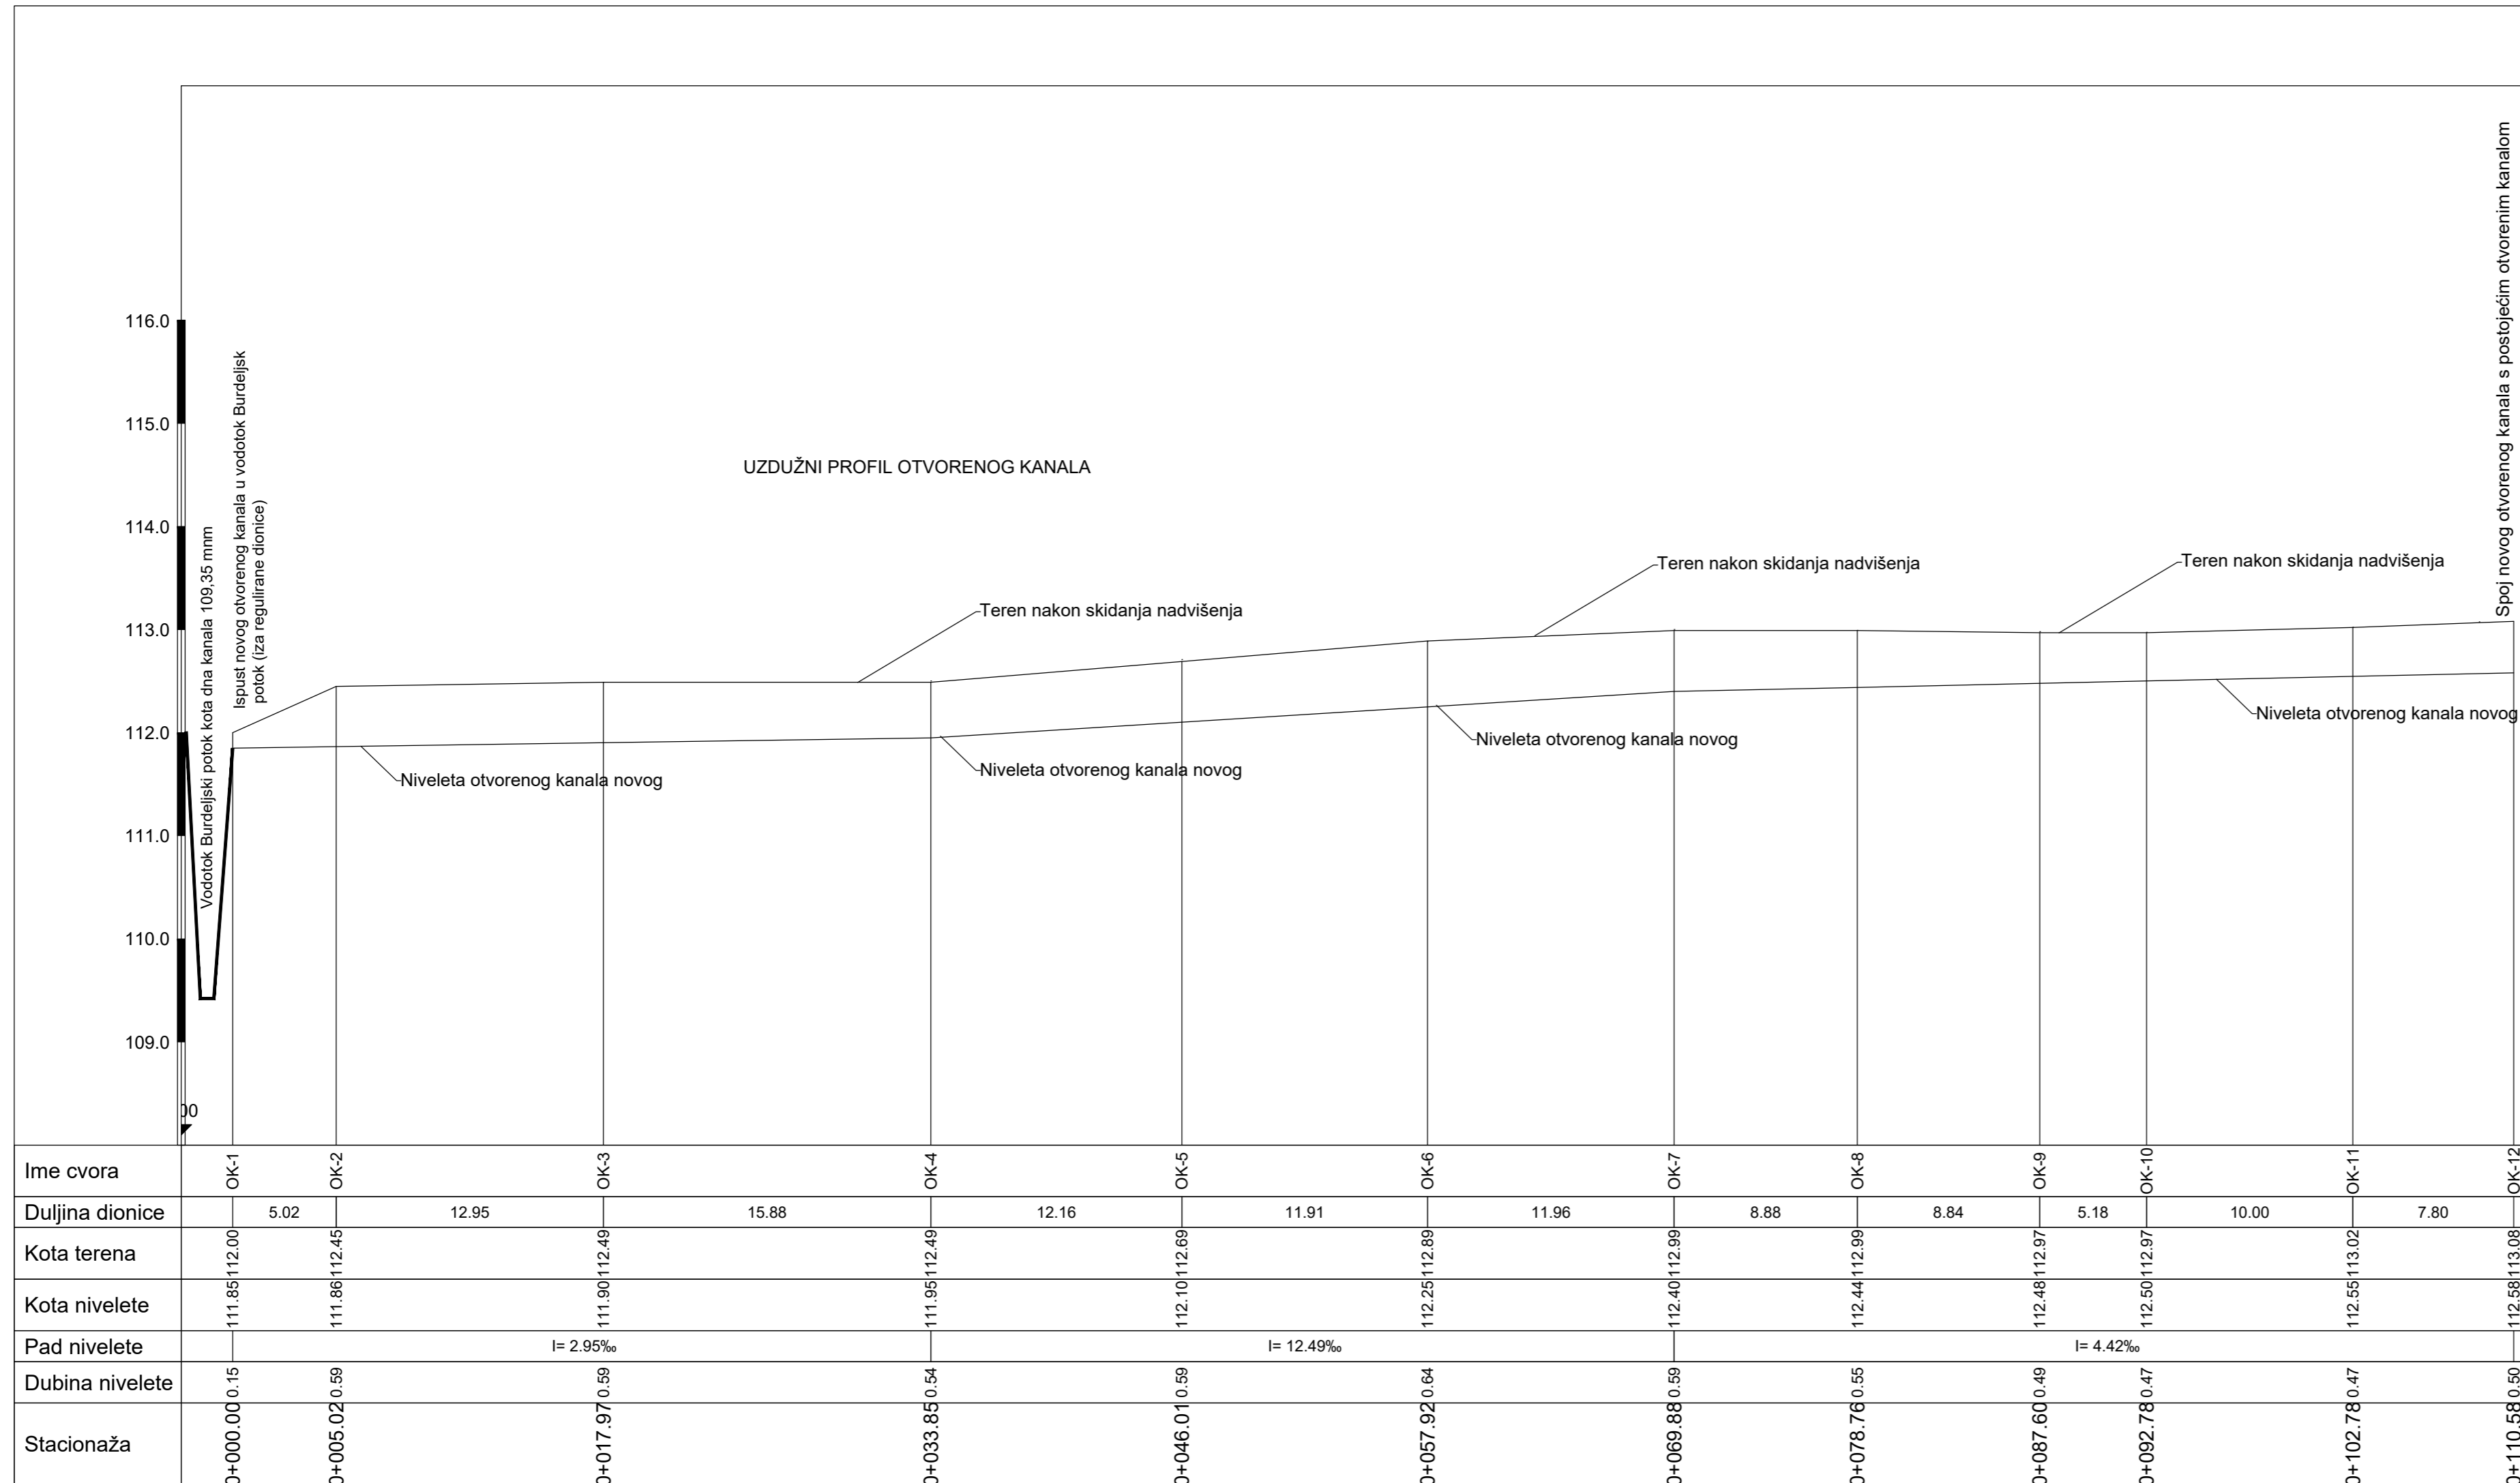 Spoj novog otvorenog kanala s postojećim otvorenim kanalom
116.0
115.0
114.0
113.0
112.0
111.0
110.0
109.0
Vodotok Burdeljski potok kota dna kanala 109,35 mnm
Ispust novog otvorenog kanala u vodotok Burdeljsk
potok (iza regulirane dionice)
UZDUŽNI PROFIL OTVORENOG KANALA
Teren nakon skidanja nadvišenja
Teren nakon skidanja nadvišenja
Teren nakon skidanja nadvišenja
Niveleta otvorenog kanala novog
Niveleta otvorenog kanala novog
Niveleta otvorenog kanala novog
Niveleta otvorenog kanala novog
Ime cvora OK-1 OK-2 OK-3 OK-4 OK-5 OK-6 OK-7 OK-8 OK-9 OK-10 OK-11 OK-12
Duljina dionice 5.02 12.95 15.88 12.16 11.91 11.96 8.88 8.84 5.18 10.00 7.80
Kota terena 112.00 112.45 112.49 112.49 112.69 112.89 112.99 112.99 112.97 112.97 113.02 113.08
Kota nivelete 111.85 111.86 111.90 111.95 112.10 112.25 112.40 112.44 112.48 112.50 112.55 112.58
Pad nivelete I= 2.95‰ I= 12.49‰ I= 4.42‰
Dubina nivelete 0.15 0.59 0.59 0.54 0.59 0.64 0.59 0.55 0.49 0.47 0.47 0.50
Stacionaža 0+000.00 0+005.02 0+017.97 0+033.85 0+046.01 0+057.92 0+069.88 0+078.76 0+087.60 0+092.78 0+102.78 0+110.58